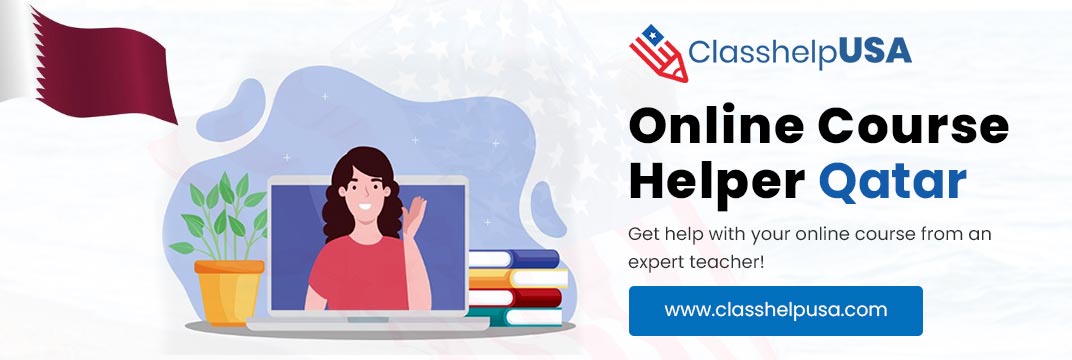 ClasshelpUSA
Online Course
Helper Qatar
Get help with your online course from an
expert teacher!
www.classhelpusa.com